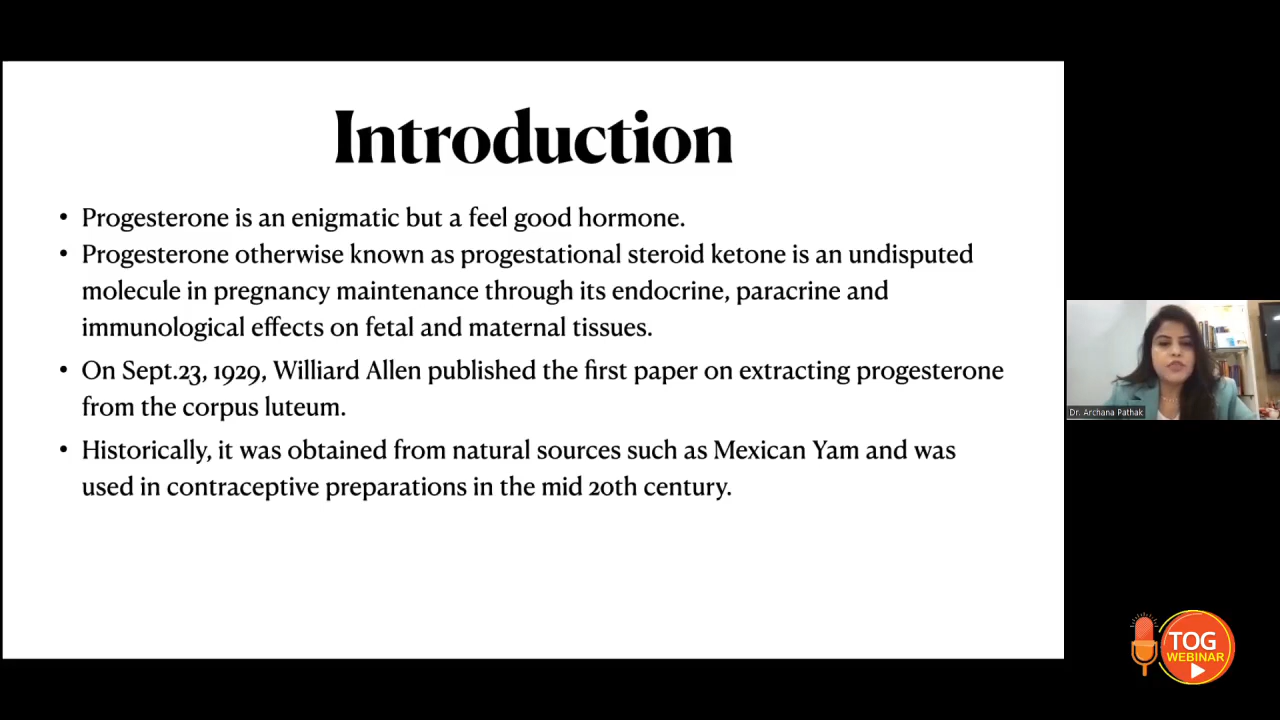 Introduction
• Progesterone is an enigmatic but a feel good hormone.
• Progesterone otherwise known as progestational steroid ketone is an undisputed
molecule in pregnancy maintenance through its endocrine, paracrine and
immunological effects on fetal and maternal tissues.
• On Sept.23, 1929, Williard Allen published the first paper on extracting progesterone
from the corpus luteum.
• Historically, it was obtained from natural sources such as Mexican Yam and was
used in contraceptive preparations in the mid 20th century.
Dr. Archana Pathak
TOG
WEBINAR